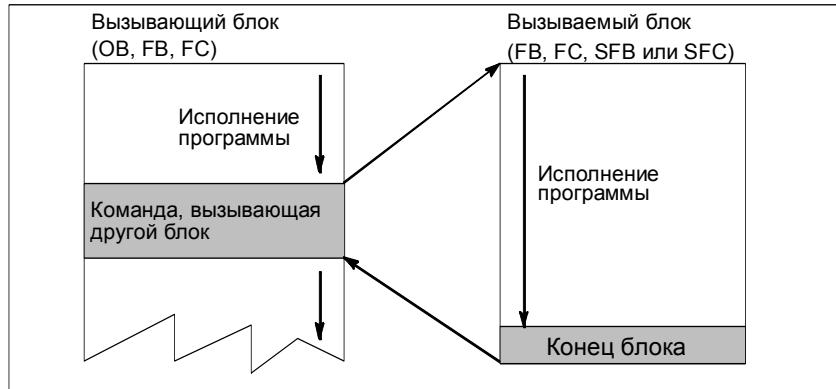 Вызывающий блок
(OB, FB, FC)
Исполнение
программы
Команда, вызывающая
другой блок
Вызываемый блок
(FB, FC, SFB или SFC)
Исполнение
программы
Конец блока